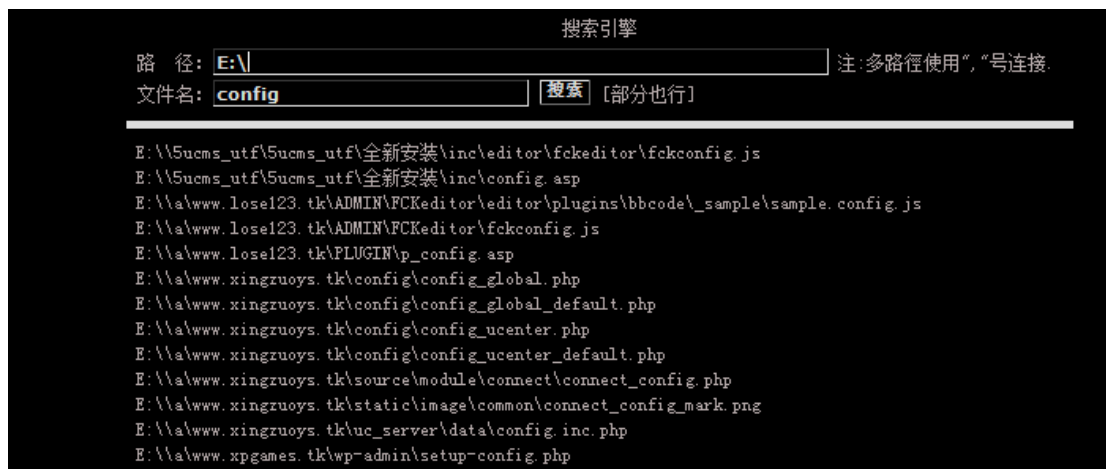 搜索引擎
路 径: E:\ 注:多路徑使用“,“号连接.
文件名: config 搜索 [部分也行]
E:\\5ucms_utf\5ucms_utf\全新安装\inc\editor\fckeditor\fckconfig.js
E:\\5ucms_utf\5ucms_utf\全新安装\inc\config.asp
E:\\a\www.lose123.tk\ADMIN\FCKeditor\editor\plugins\bbcode\_sample\sample.config.js
E:\\a\www.lose123.tk\ADMIN\FCKeditor\fckconfig.js
E:\\a\www.lose123.tk\PLUGIN\p_config.asp
E:\\a\www.xingzuoys.tk\config\config_global.php
E:\\a\www.xingzuoys.tk\config\config_global_default.php
E:\\a\www.xingzuoys.tk\config\config_ucenter.php
E:\\a\www.xingzuoys.tk\config\config_ucenter_default.php
E:\\a\www.xingzuoys.tk\source\module\connect\connect_config.php
E:\\a\www.xingzuoys.tk\static\image\common\connect_config_mark.png
E:\\a\www.xingzuoys.tk\uc_server\data\config.inc.php
E:\\a\www.xpgames.tk\wp-admin\setup-config.php